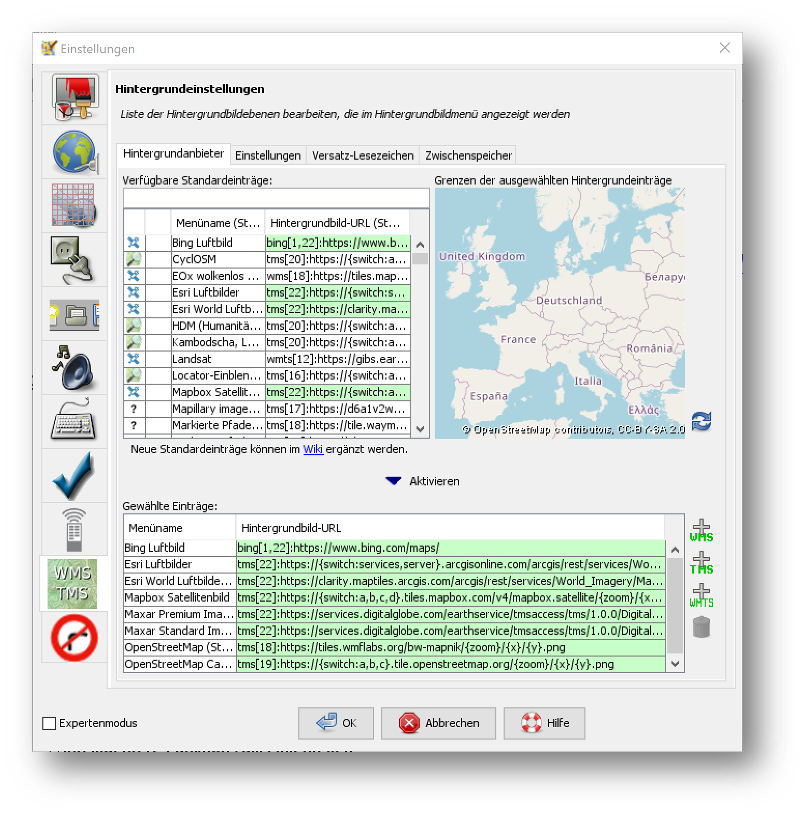 Einstellungen
Hintergrundeinstellungen
Liste der Hintergrundbildebenen bearbeiten, die im Hintergrundbildmenü angezeigt werden
Hintergrundanbieter Einstellungen Versatz-Lesezeichen Zwischenspeicher
Verfügbare Standardeinträge:
Grenzen der ausgewählten Hintergrundeinträge
Menüname (St... Hintergrundbild-URL (St...
Bing Luftbild bing[1,22]:https://www.b...
CyclOSM tms[20]:https://{switch:a...
EOx wolkenlos ... wms[18]:https://tiles.map...
Esri Luftbilder tms[22]:https://{switch:s...
Esri World Luftb... tms[22]:https://clarity.ma...
HDM (Humanitä... tms[20]:https://{switch:a...
Kambodscha, L... tms[20]:https://{switch:a...
Landsat wmts[12]:https://gibs.ear...
Locator-Einblen... tms[16]:https://{switch:a...
Mapbox Satellit... tms[22]:https://{switch:a...
? Mapillary image... tms[17]:https://d6a1v2w...
? Markierte Pfade... tms[18]:https://tile.waym...
United Kingdom
Беларусь
Deutschland
France
România
Italia
España
Ελλάς
© OpenStreetMap contributors, CC-BY-SA 2.0
Neue Standardeinträge können im Wiki ergänzt werden.
Aktivieren
Gewählte Einträge:
Menüname Hintergrundbild-URL
Bing Luftbild bing[1,22]:https://www.bing.com/maps/
Esri Luftbilder tms[22]:https://{switch:services,server}.arcgisonline.com/arcgis/rest/services/Wo...
Esri World Luftbilde... tms[22]:https://clarity.maptiles.arcgis.com/arcgis/rest/services/World_Imagery/Ma...
Mapbox Satellitenbild tms[22]:https://{switch:a,b,c,d}.tiles.mapbox.com/v4/mapbox.satellite/{zoom}/{x...
Maxar Premium Ima... tms[22]:https://services.digitalglobe.com/earthservice/tmsaccess/tms/1.0.0/Digital...
Maxar Standard Im... tms[22]:https://services.digitalglobe.com/earthservice/tmsaccess/tms/1.0.0/Digital...
OpenStreetMap (St... tms[18]:https://tiles.wmflabs.org/bw-mapnik/{zoom}/{x}/{y}.png
OpenStreetMap Ca... tms[19]:https://{switch:a,b,c}.tile.openstreetmap.org/{zoom}/{x}/{y}.png
WMS
TMS
WMTS
WMS
TMS
Expertenmodus
OK
Abbrechen
Hilfe